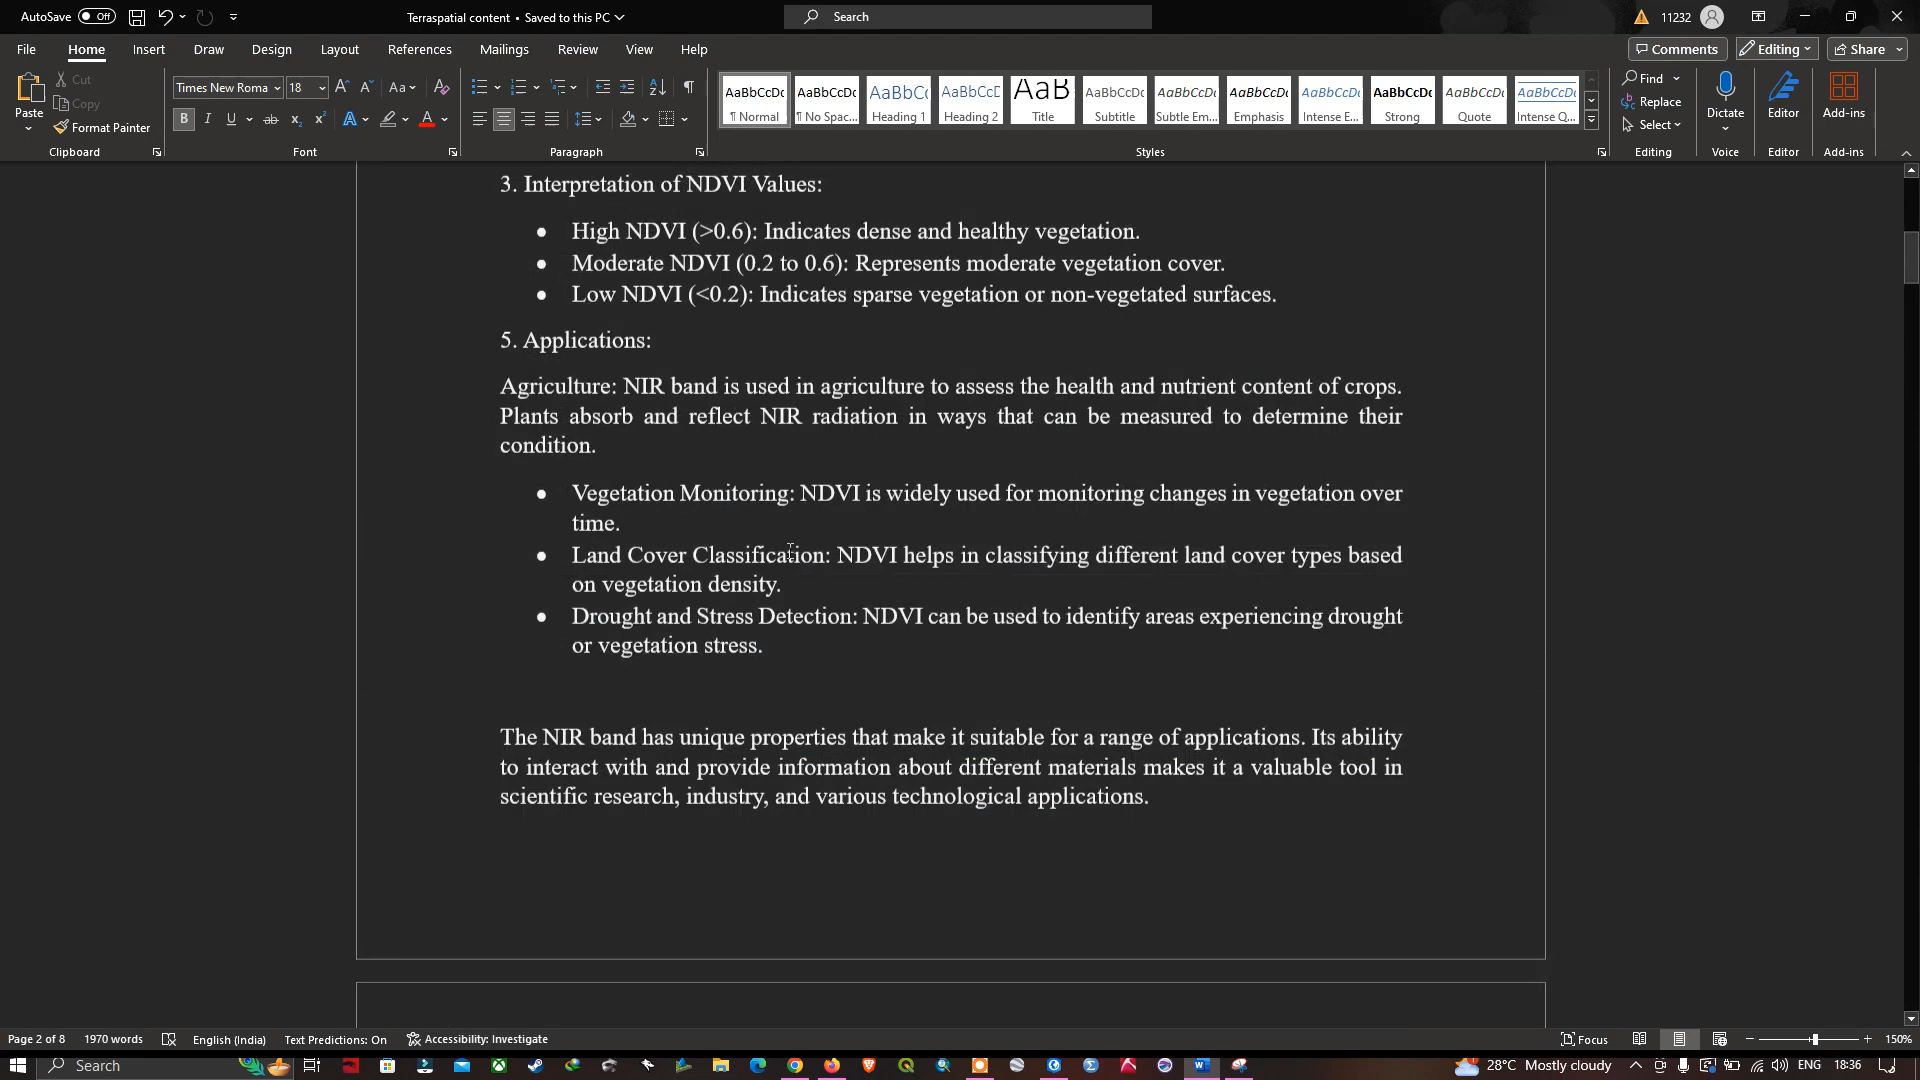 AutoSave Off
Terraspatial content • Saved to this PC
Search
11232
File Home Insert Draw Design Layout References Mailings Review View Help
Comments Editing Share
Paste
Cut
Copy
Format Painter
Clipboard
Times New Roma 18
Font
Paragraph
AaBbCcDc AaBbCcDc AaBbC AaBbCcD AaB AaBbCcD AaBbCcDc AaBbCcDc AaBbCcDc AaBbCcDc AaBbCcDc AaBbCcDc
¶ Normal ¶ No Spac... Heading 1 Heading 2 Title Subtitle Subtle Em... Emphasis Intense E... Strong Quote Intense Q...
Styles
Find
Replace
Select
Editing
Dictate
Voice
Editor
Editor
Add-ins
Add-ins
3. Interpretation of NDVI Values:
• High NDVI (>0.6): Indicates dense and healthy vegetation.
• Moderate NDVI (0.2 to 0.6): Represents moderate vegetation cover.
• Low NDVI (<0.2): Indicates sparse vegetation or non-vegetated surfaces.
5. Applications:
Agriculture: NIR band is used in agriculture to assess the health and nutrient content of crops.
Plants absorb and reflect NIR radiation in ways that can be measured to determine their
condition.
• Vegetation Monitoring: NDVI is widely used for monitoring changes in vegetation over
time.
• Land Cover Classification: NDVI helps in classifying different land cover types based
on vegetation density.
• Drought and Stress Detection: NDVI can be used to identify areas experiencing drought
or vegetation stress.
The NIR band has unique properties that make it suitable for a range of applications. Its ability
to interact with and provide information about different materials makes it a valuable tool in
scientific research, industry, and various technological applications.
Page 2 of 8 1970 words English (India) Text Predictions: On Accessibility: Investigate
Focus 150%
Search
28°C Mostly cloudy ENG 18:36